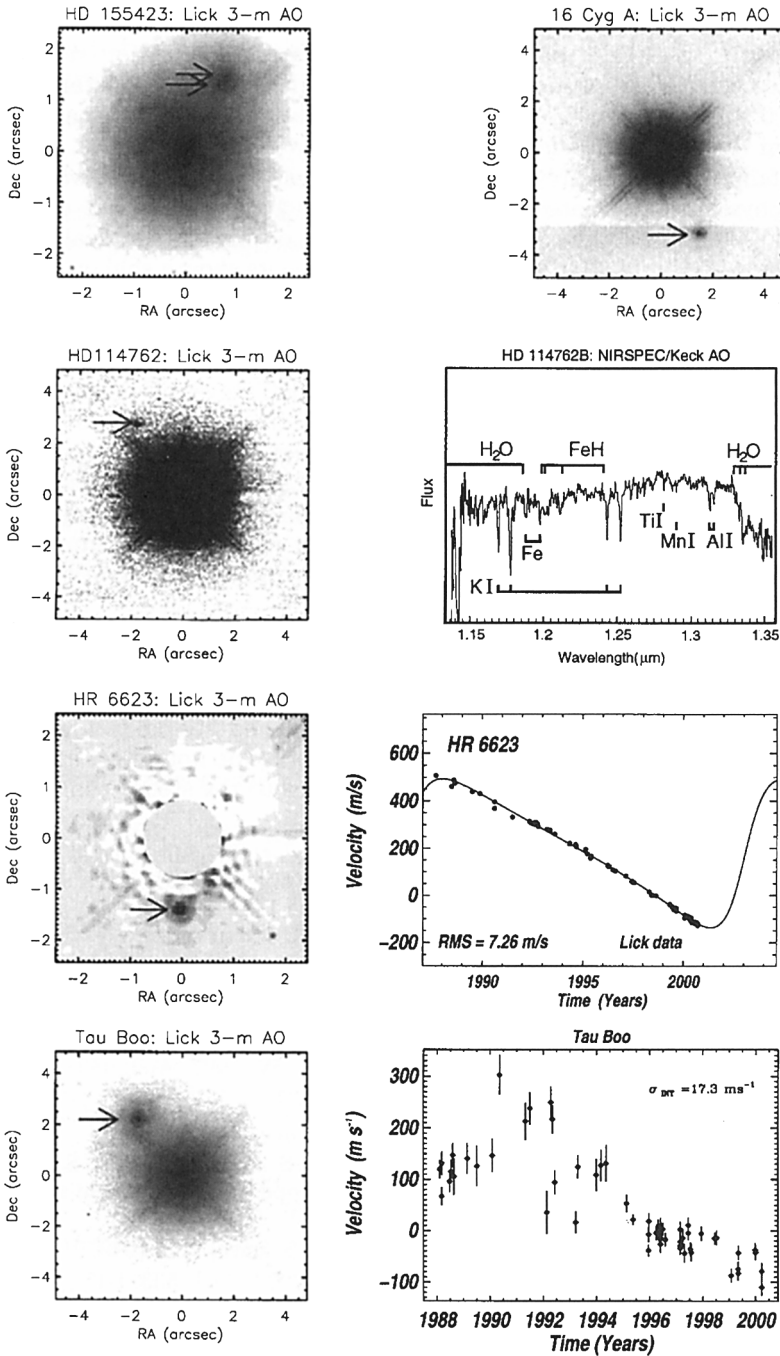 HD 155423: Lick 3-m AO
2
1
0
-1
-2
Dec (arcsec)
-2 -1 0 1 2
RA (arcsec)
16 Cyg A: Lick 3-m AO
4
2
0
-2
-4
Dec (arcsec)
-4 -2 0 2 4
RA (arcsec)
HD114762: Lick 3-m AO
4
2
0
-2
-4
Dec (arcsec)
-4 -2 0 2 4
RA (arcsec)
HD 114762B: NIRSPEC/Keck AO
H₂O FeH H₂O
Flux
TiI
Fe MnI AlI
KI
1.15 1.2 1.25 1.3 1.35
Wavelength(μm)
HR 6623: Lick 3-m AO
2
1
0
-1
-2
Dec (arcsec)
-2 -1 0 1 2
RA (arcsec)
HR 6623
600
400
200
0
-200
Velocity (m/s)
RMS = 7.26 m/s Lick data
1990 1995 2000
Time (Years)
Tau Boo: Lick 3-m AO
4
2
0
-2
-4
Dec (arcsec)
-4 -2 0 2 4
RA (arcsec)
Tau Boo
σINT =17.3 ms⁻¹
300
200
100
0
-100
Velocity (m s⁻¹)
1988 1990 1992 1994 1996 1998 2000
Time (Years)